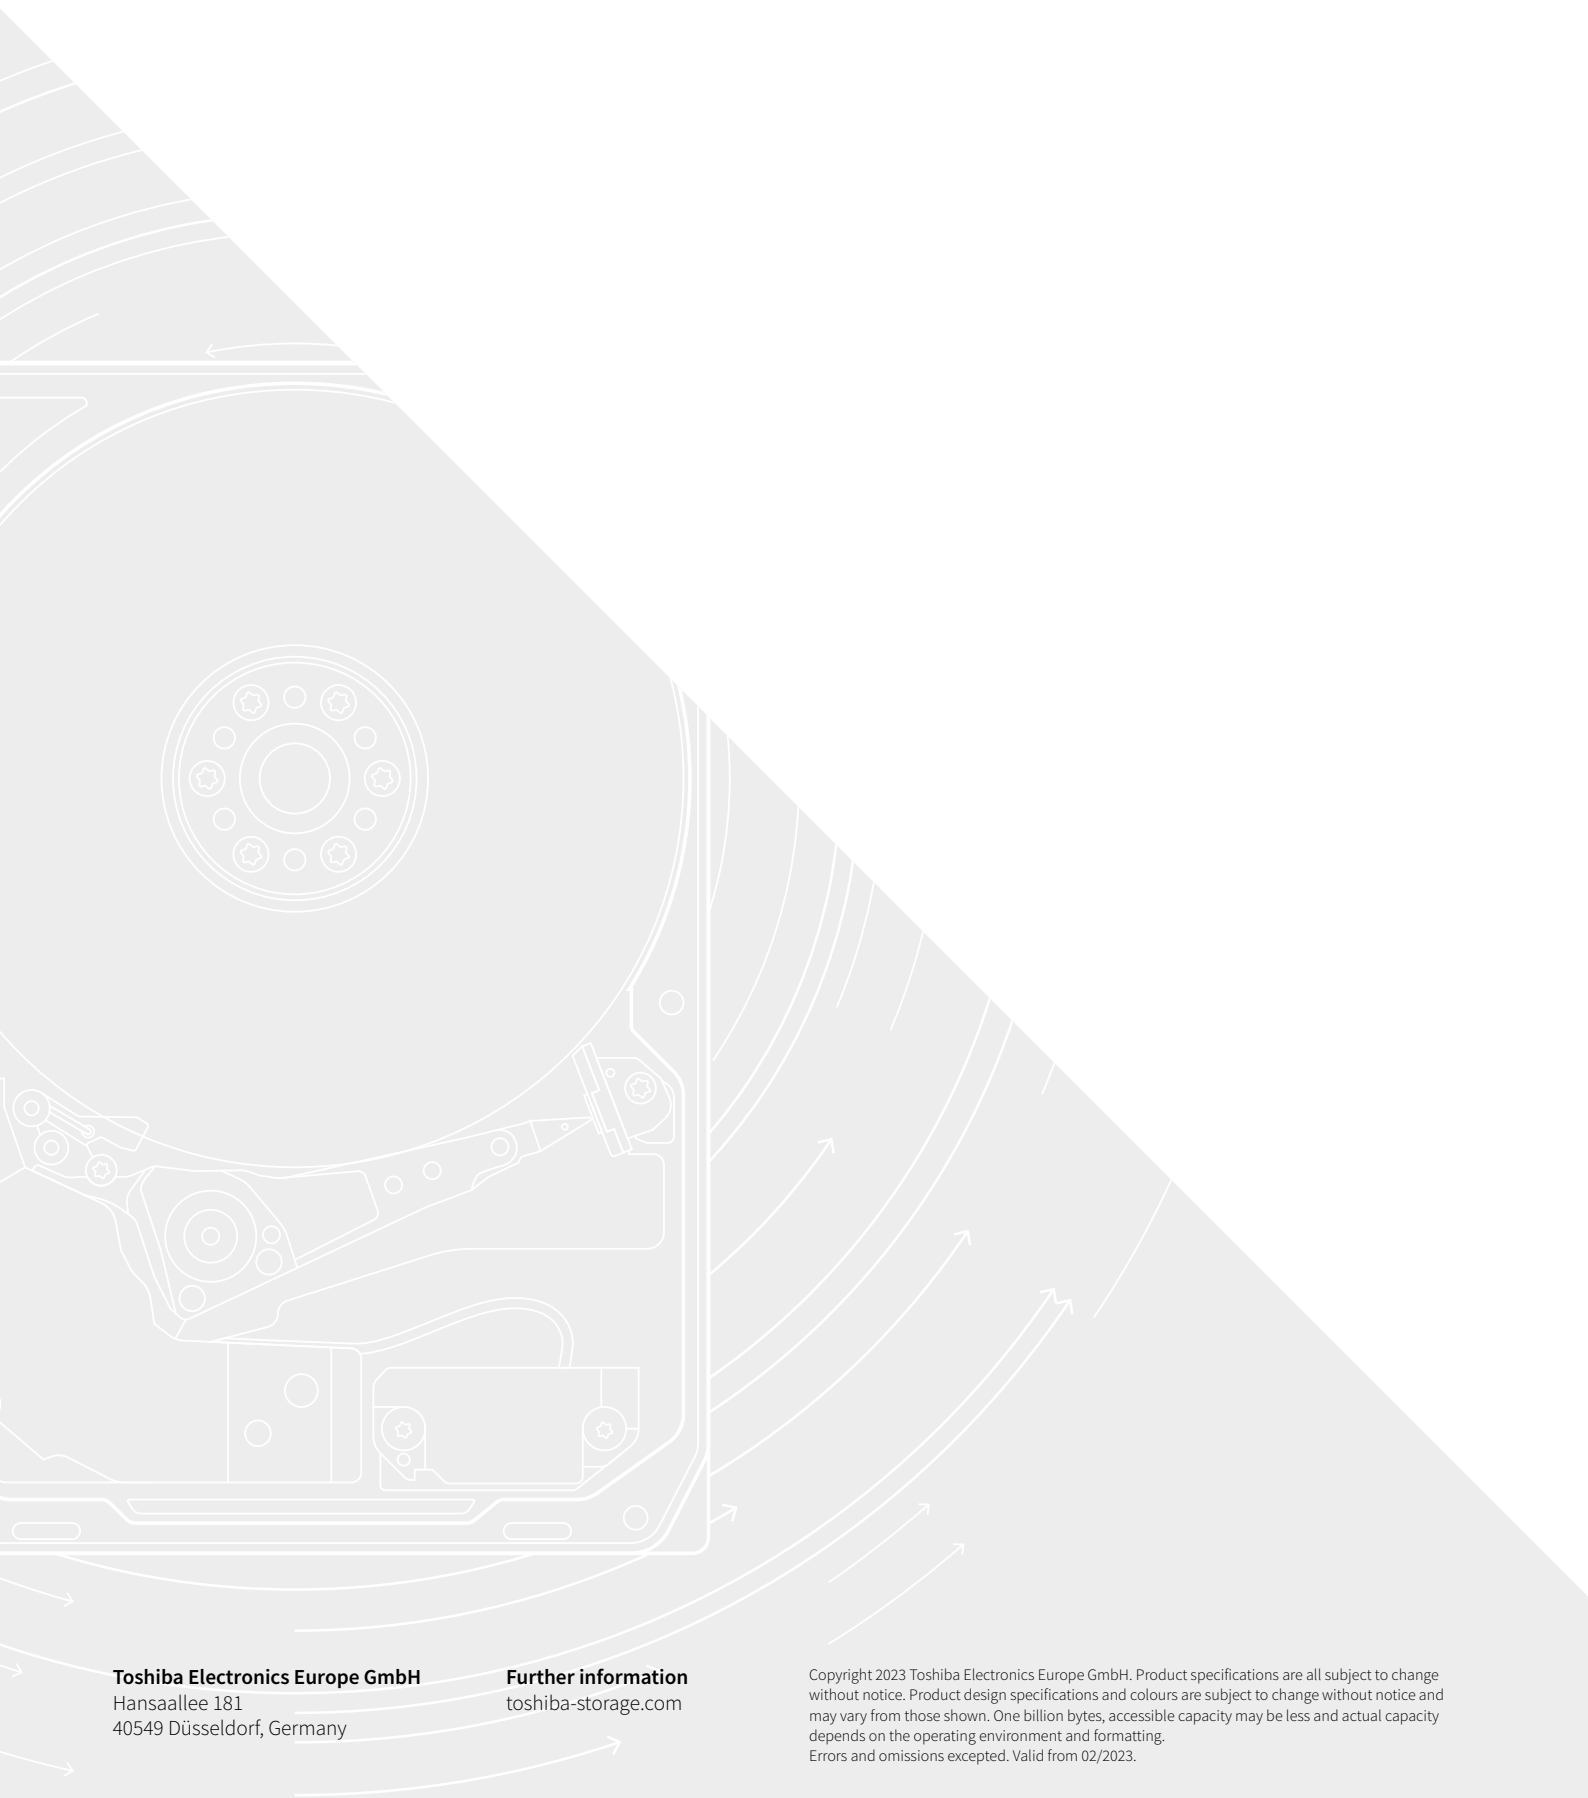 Toshiba Electronics Europe GmbH
Hansaallee 181
40549 Düsseldorf, Germany
Further information
toshiba-storage.com
Copyright 2023 Toshiba Electronics Europe GmbH. Product specifications are all subject to change
without notice. Product design specifications and colours are subject to change without notice and
may vary from those shown. One billion bytes, accessible capacity may be less and actual capacity
depends on the operating environment and formatting.
Errors and omissions excepted. Valid from 02/2023.